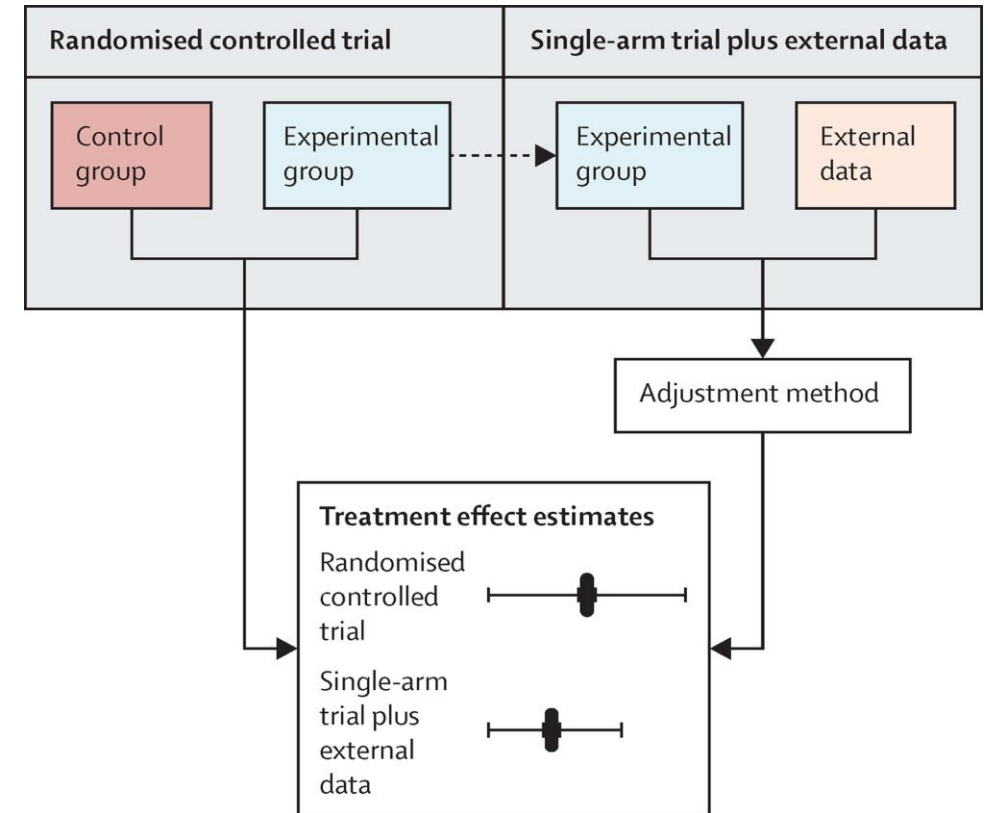 Randomised controlled trial
Single-arm trial plus external data
Control
group
Experimental
group
Experimental
group
External
data
Adjustment method
Treatment effect estimates
Randomised
controlled
trial
Single-arm
trial plus
external
data